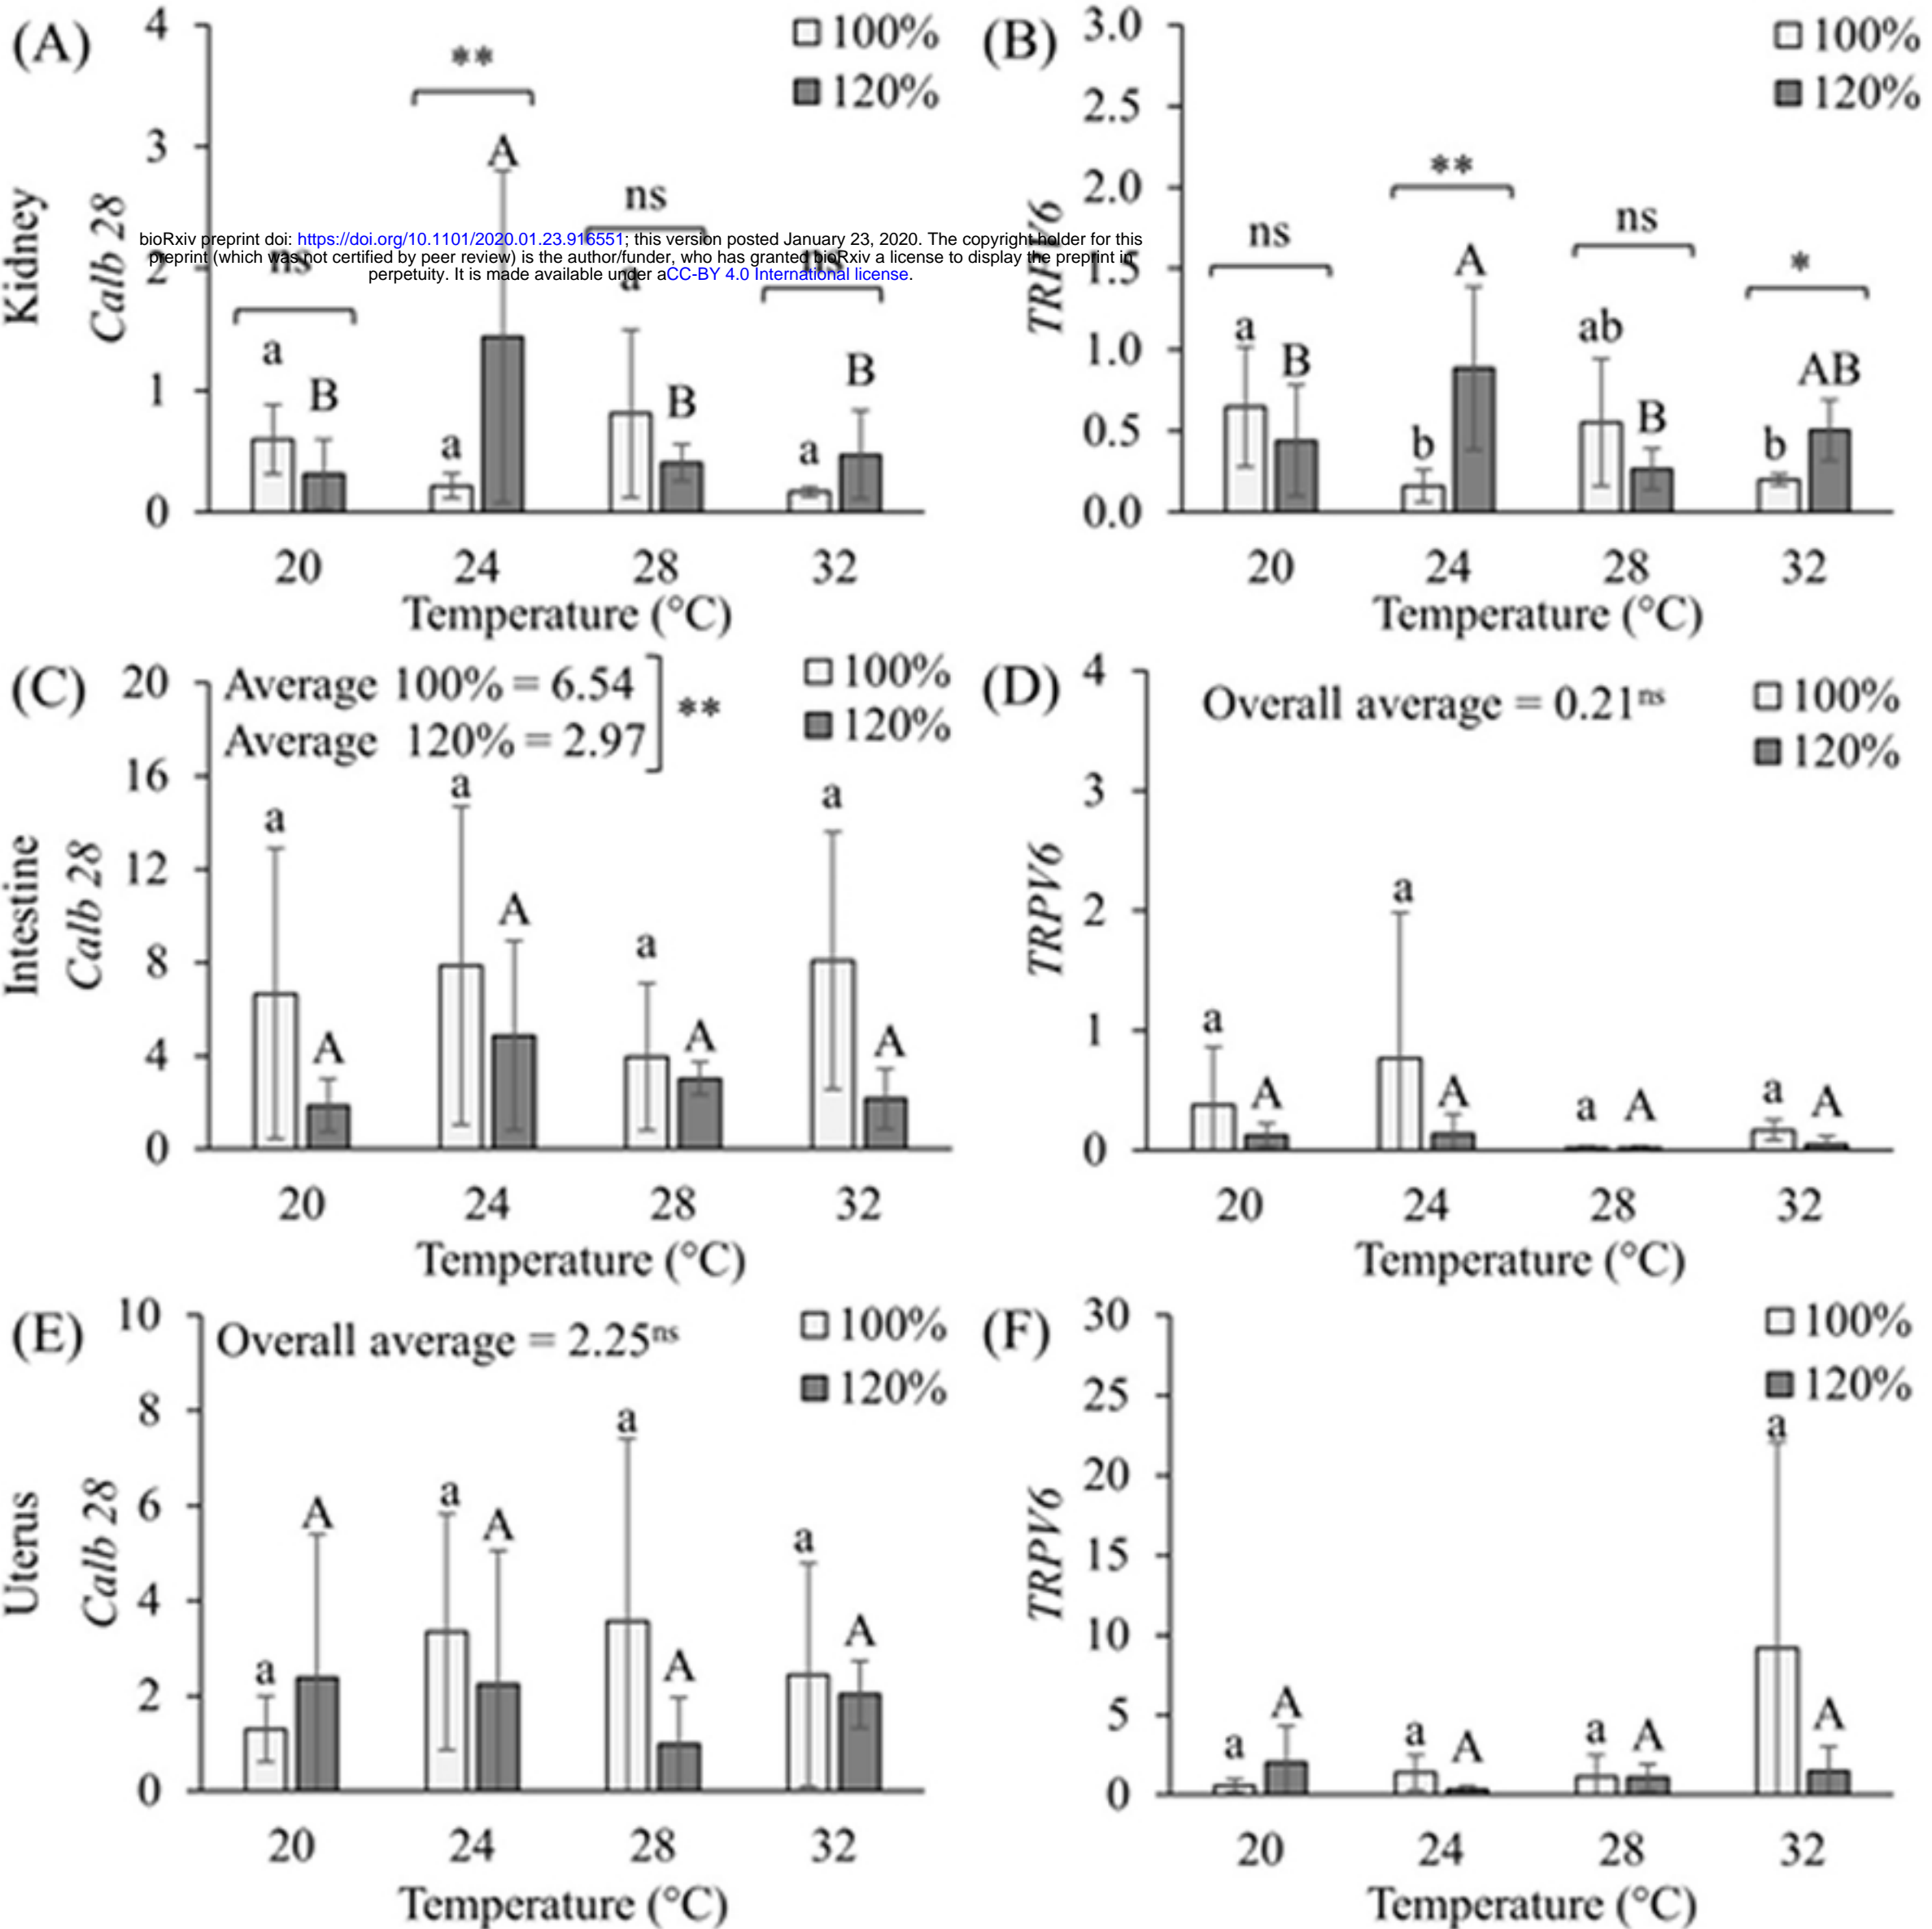 (A)
4
3
2
1
0
Kidney
Calb 28
100%
120%
**
ns
ns
ns
a
B
a
A
a
B
a
B
20 24 28 32
Temperature (°C)
bioRxiv preprint doi: https://doi.org/10.1101/2020.01.23.916551; this version posted January 23, 2020. The copyright holder for this
preprint (which was not certified by peer review) is the author/funder, who has granted bioRxiv a license to display the preprint in
perpetuity. It is made available under aCC-BY 4.0 International license.
(B)
3.0
2.5
2.0
1.5
1.0
0.5
0.0
TRPV6
100%
120%
ns
**
ns
*
a
B
b
A
ab
B
b
AB
20 24 28 32
Temperature (°C)
(C)
20
16
12
8
4
0
Intestine
Calb 28
Average 100% = 6.54
Average 120% = 2.97
**
100%
120%
a
A
a
A
a
A
a
A
20 24 28 32
Temperature (°C)
(D)
4
3
2
1
0
TRPV6
Overall average = 0.21ns
100%
120%
a
A
a
A
a
A
a
A
20 24 28 32
Temperature (°C)
(E)
10
8
6
4
2
0
Uterus
Calb 28
Overall average = 2.25ns
100%
120%
a
A
a
A
a
A
a
A
20 24 28 32
Temperature (°C)
(F)
30
25
20
15
10
5
0
TRPV6
100%
120%
a
A
a
A
a
A
a
A
20 24 28 32
Temperature (°C)